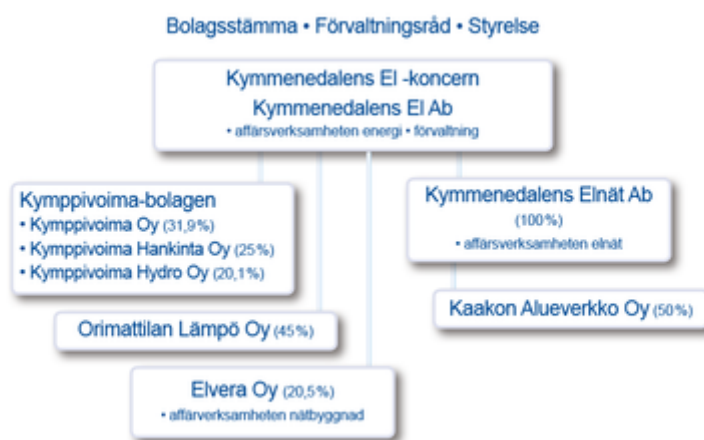 Bolagsstämma • Förvaltningsråd • Styrelse
Kymmenedalens El -koncern
Kymmenedalens El Ab
• affärsverksamheten energi • förvaltning
Kymppivoima-bolagen
• Kymppivoima Oy (31,9%)
• Kymppivoima Hankinta Oy (25%)
• Kymppivoima Hydro Oy (20,1%)
Kymmenedalens Elnät Ab
(100%)
• affärsverksamheten elnät
Kaakon Alueverkko Oy (50%)
Orimattilan Lämpö Oy (45%)
Elvera Oy (20,5%)
• affärverksamheten nätbyggnad